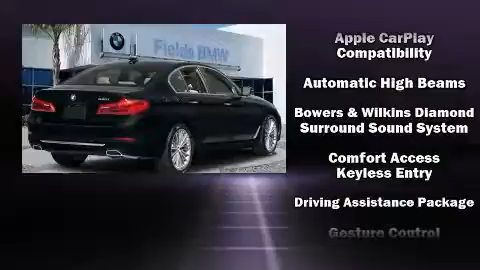 Fields BMW
Apple CarPlay
Compatibility
Automatic High Beams
Bowers & Wilkins Diamond
Surround Sound System
Comfort Access
Keyless Entry
Driving Assistance Package
Gesture Control